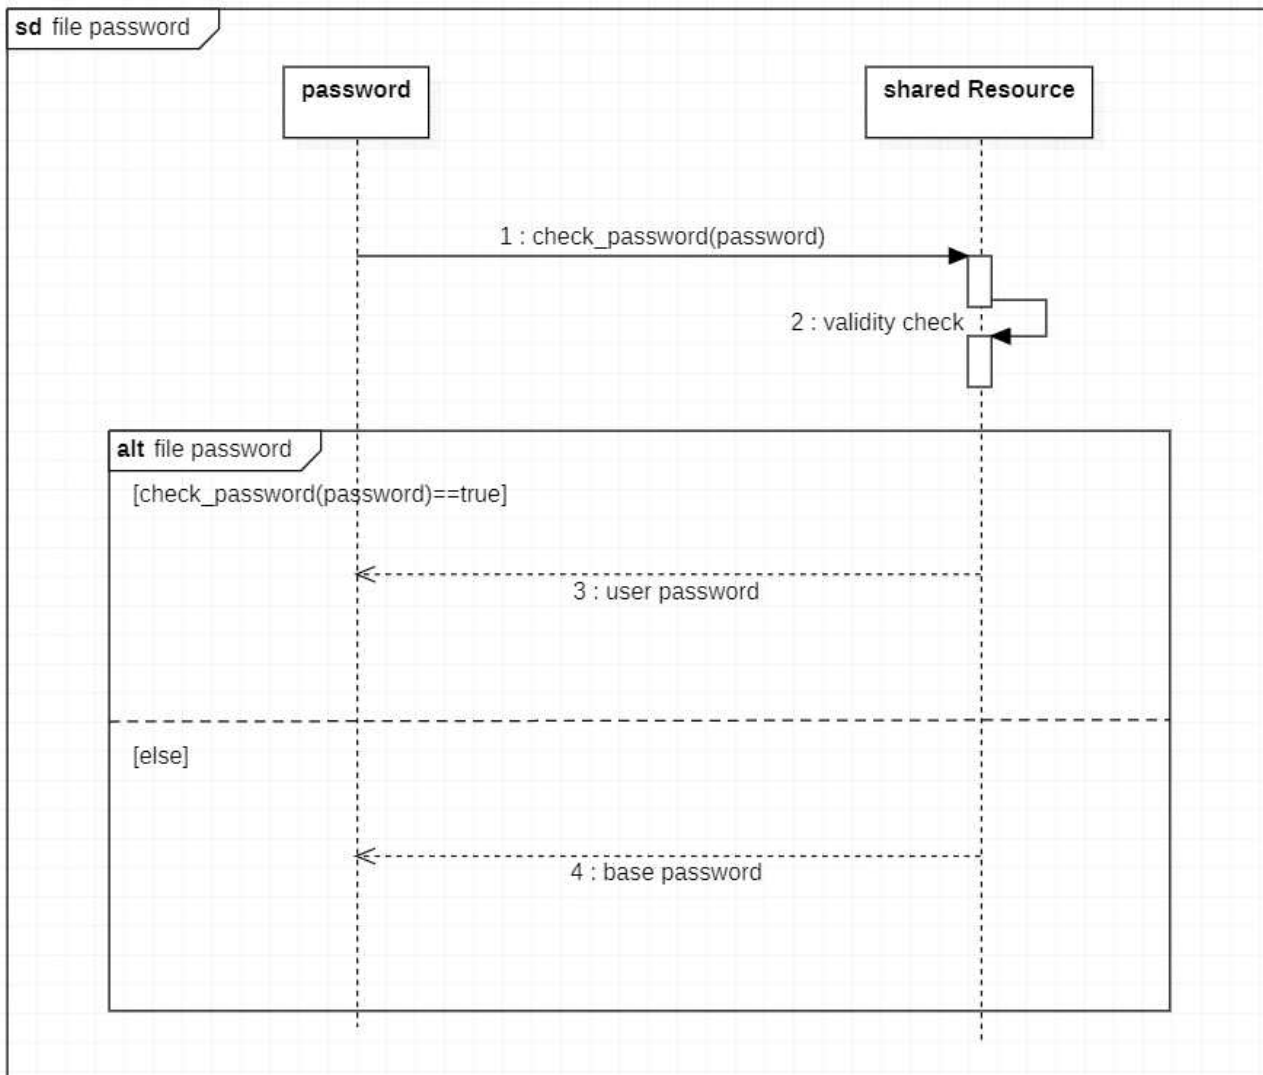 sd file password
password
shared Resource
1 : check_password(password)
2 : validity check
alt file password
[check_password(password)==true]
3 : user password
[else]
4 : base password